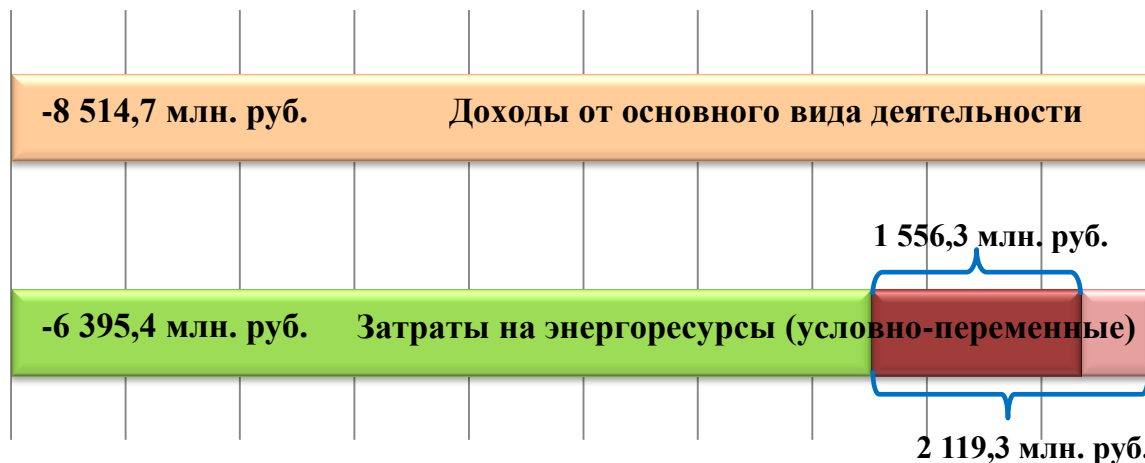 -8 514,7 млн. руб. Доходы от основного вида деятельности
1 556,3 млн. руб.
-6 395,4 млн. руб. Затраты на энергоресурсы (условно-переменные)
2 119,3 млн. руб.